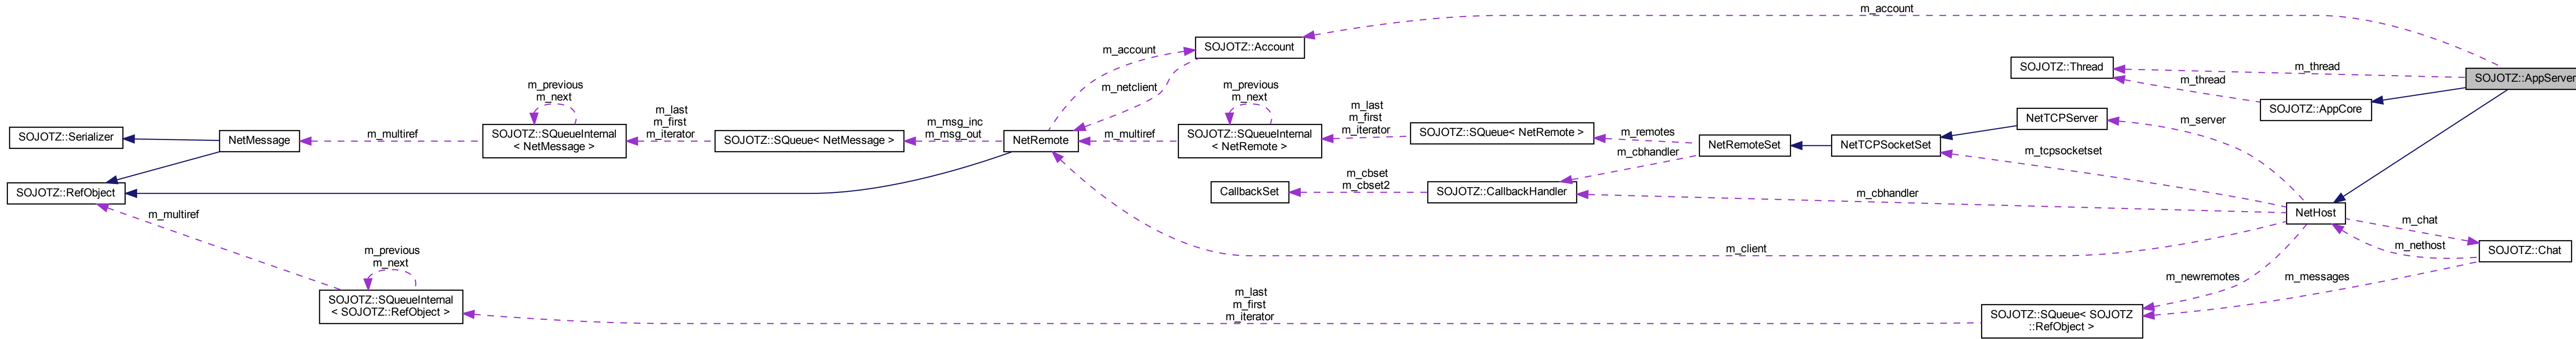 m_account
SOJOTZ::Account
m_account
m_netclient
SOJOTZ::Thread
m_thread
m_thread
SOJOTZ::AppServer
SOJOTZ::AppCore
m_previous
m_next
m_last
m_first
m_iterator
m_previous
m_next
m_last
m_first
m_iterator
SOJOTZ::Serializer
NetMessage
m_multiref
SOJOTZ::SQueueInternal
< NetMessage >
SOJOTZ::SQueue< NetMessage >
m_msg_inc
m_msg_out
NetRemote
m_multiref
SOJOTZ::SQueueInternal
< NetRemote >
SOJOTZ::SQueue< NetRemote >
m_remotes
m_cbhandler
NetRemoteSet
NetTCPSocketSet
NetTCPServer
m_server
m_tcpsocketset
SOJOTZ::RefObject
m_multiref
CallbackSet
m_cbset
m_cbset2
SOJOTZ::CallbackHandler
m_cbhandler
NetHost
m_chat
m_nethost
SOJOTZ::Chat
m_client
m_previous
m_next
SOJOTZ::SQueueInternal
< SOJOTZ::RefObject >
m_last
m_first
m_iterator
m_newremotes
m_messages
SOJOTZ::SQueue< SOJOTZ
::RefObject >